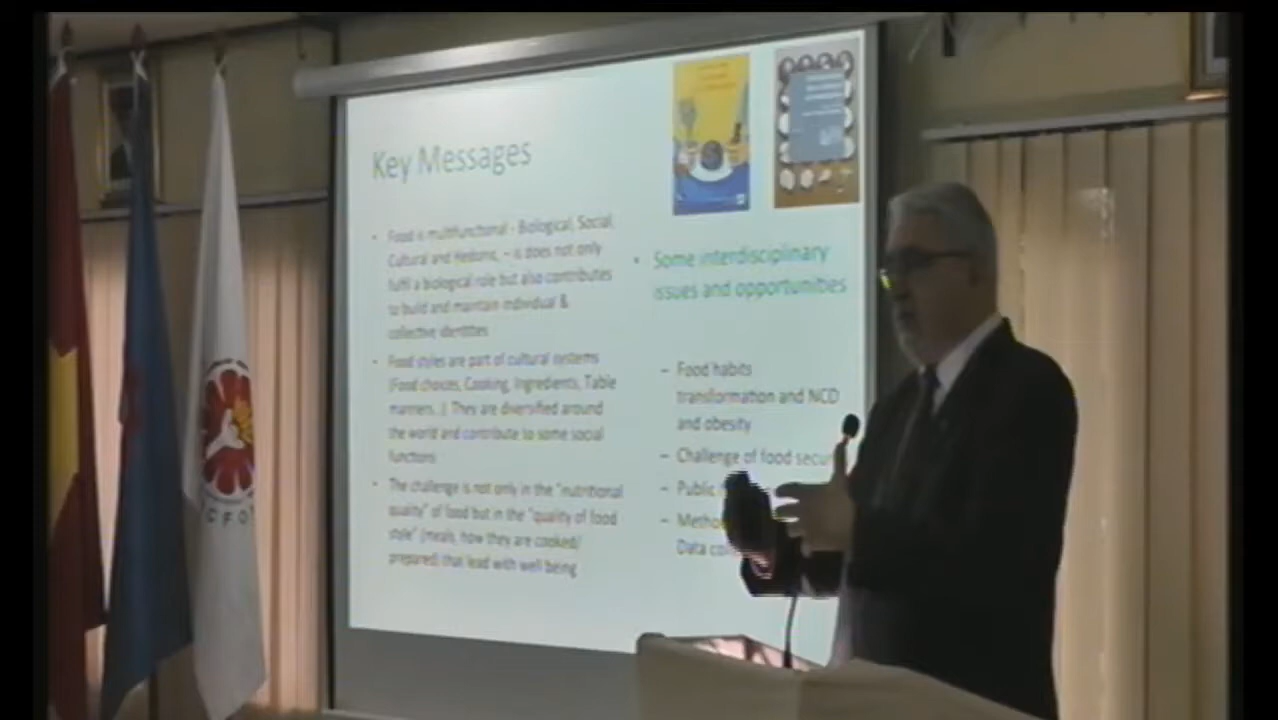 Key Messages
• Food is multifunctional - Biological, Social,
Cultural and Hedonic, – is does not only
fulfil a biological role but also contributes
to build and maintain individual &
collective identities
• Food styles are part of cultural systems
(Food choices, Cooking, Ingredients, Table
manners…). They are diversified around
the world and contribute to some social
functions
• The challenge is not only in the "nutritional
quality" of food but in the "quality of food
style" (meals, how they are cooked/
prepared) that lead with well being
• Some interdisciplinary
issues and opportunities
– Food habits
transformation and NCD
and obesity
– Challenge of food secu
– Public
– Metho
Data col
CFO